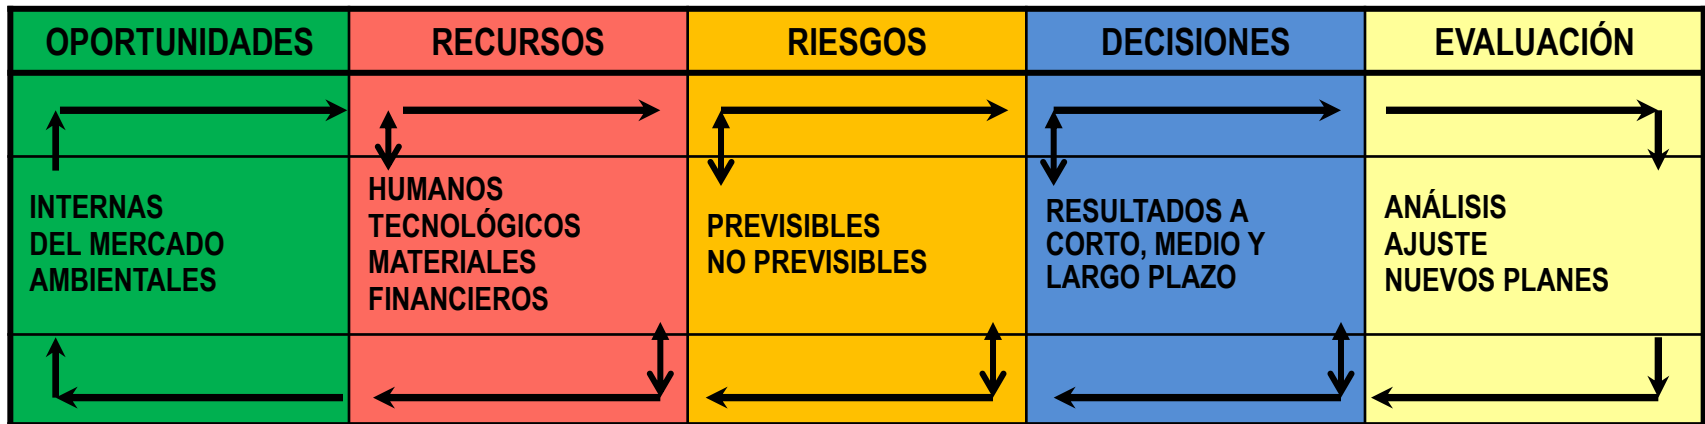 OPORTUNIDADES
RECURSOS
RIESGOS
DECISIONES
EVALUACIÓN
INTERNAS
DEL MERCADO
AMBIENTALES
HUMANOS
TECNOLÓGICOS
MATERIALES
FINANCIEROS
PREVISIBLES
NO PREVISIBLES
RESULTADOS A
CORTO, MEDIO Y
LARGO PLAZO
ANÁLISIS
AJUSTE
NUEVOS PLANES